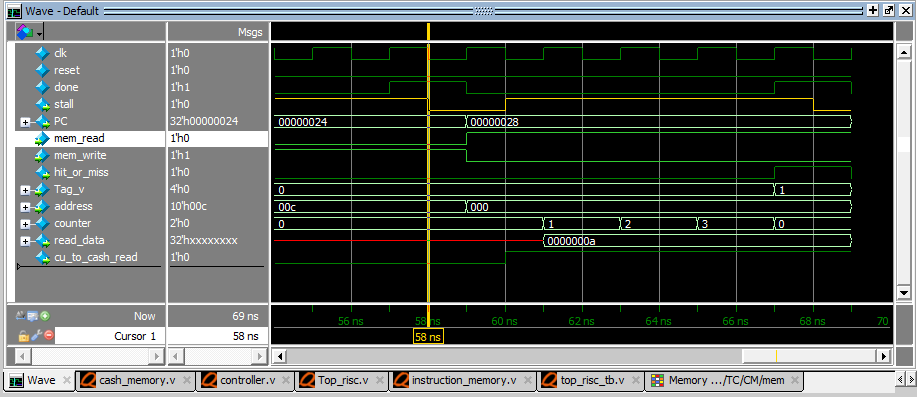 Wave - Default
Msgs
clk 1'h0
reset 1'h0
done 1'h1
stall 1'h0
PC 32'h00000024 00000024 00000028
mem_read 1'h0
mem_write 1'h1
hit_or_miss 1'h0
Tag_v 4'h0 0 1
address 10'h00c 00c 000
counter 2'h0 0 1 2 3 0
read_data 32'hxxxxxxxx 0000000a
cu_to_cash_read 1'h0
Now 69 ns 56 ns 58 ns 60 ns 62 ns 64 ns 66 ns 68 ns 70
Cursor 1 58 ns 58 ns
Wave cash_memory.v controller.v Top_risc.v instruction_memory.v top_risc_tb.v Memory .../TC/CM/mem